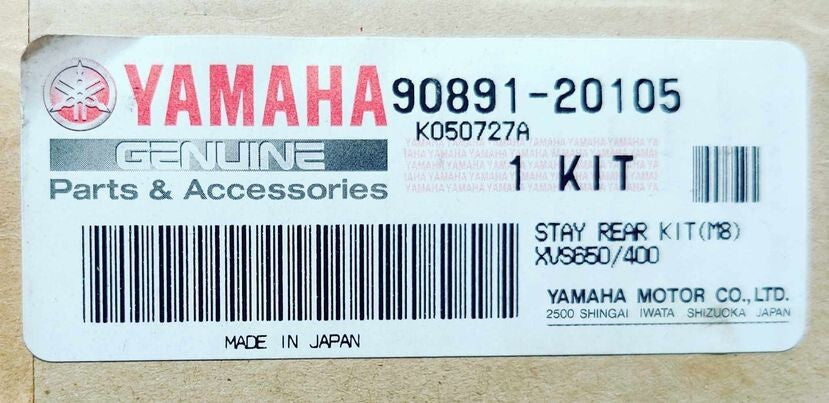 YAMAHA 90891-20105
K050727A
GENUINE
1 KIT
Parts & Accessories
STAY REAR KIT(M8)
XVS650/400
YAMAHA MOTOR CO.,LTD.
2500 SHINGAI IWATA SHIZUOKA JAPAN
MADE IN JAPAN